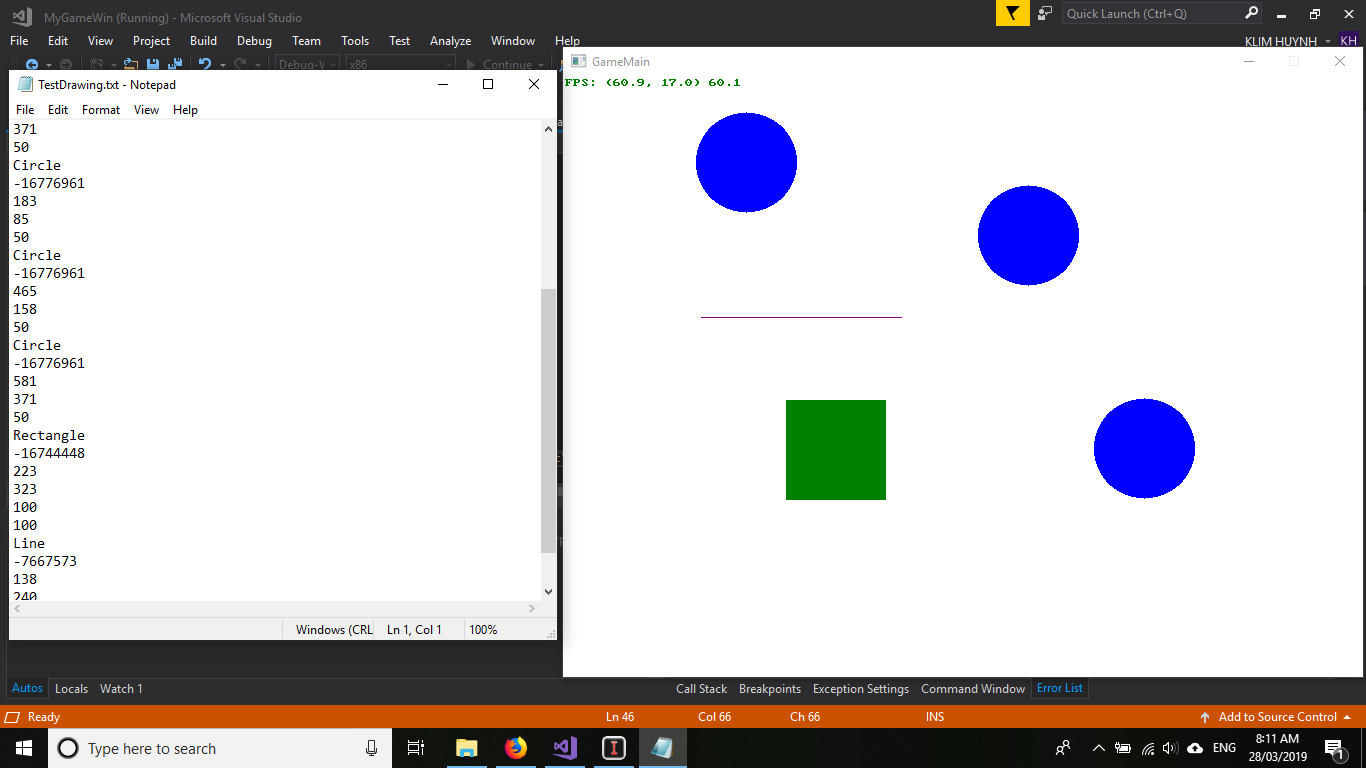 MyGameWin (Running) - Microsoft Visual Studio
Quick Launch (Ctrl+Q)
File Edit View Project Build Debug Team Tools Test Analyze Window Help
KLIM HUYNH KH
Debug x86 Continue
TestDrawing.txt - Notepad
File Edit Format View Help
371
50
Circle
-16776961
183
85
50
Circle
-16776961
465
158
50
Circle
-16776961
581
371
50
Rectangle
-16744448
223
323
100
100
Line
-7667573
138
240
Windows (CRL Ln 1, Col 1 100%
GameMain
FPS: (60.9, 17.0) 60.1
Autos Locals Watch 1
Call Stack Breakpoints Exception Settings Command Window Error List
Ready Ln 46 Col 66 Ch 66 INS Add to Source Control
Type here to search
ENG
8:11 AM
28/03/2019
1